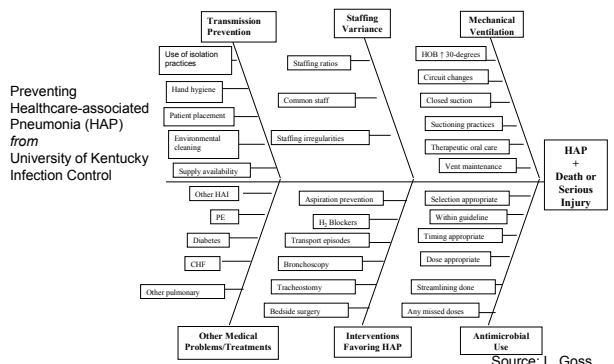 Preventing
Healthcare-associated
Pneumonia (HAP)
from
University of Kentucky
Infection Control
Transmission
Prevention
Use of isolation
practices
Hand hygiene
Patient placement
Environmental
cleaning
Supply availability
Staffing
Varriance
Staffing ratios
Common staff
Staffing irregularities
Mechanical
Ventilation
HOB ↑ 30-degrees
Circuit changes
Closed suction
Suctioning practices
Therapeutic oral care
Vent maintenance
HAP
+
Death or
Serious
Injury
Other HAI
PE
Diabetes
CHF
Other pulmonary
Other Medical
Problems/Treatments
Aspiration prevention
H₂ Blockers
Transport episodes
Bronchoscopy
Tracheostomy
Bedside surgery
Interventions
Favoring HAP
Selection appropriate
Within guideline
Timing appropriate
Dose appropriate
Streamlining done
Any missed doses
Antimicrobial
Use
Source: L. Goss